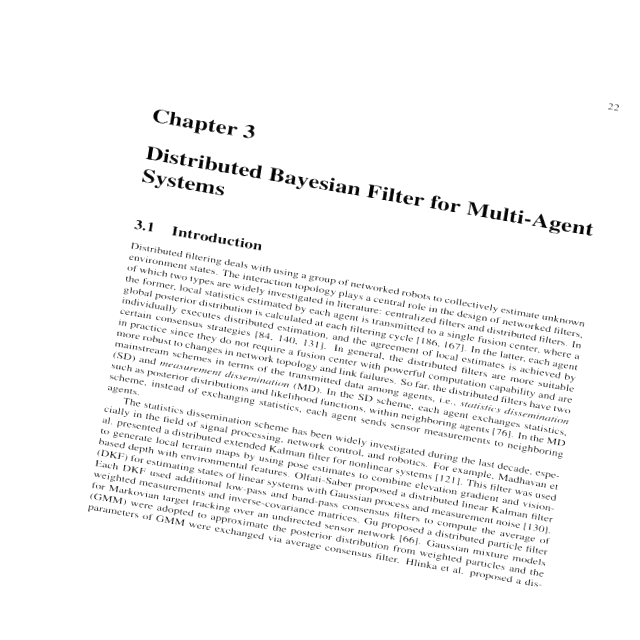 22
Chapter 3
Distributed Bayesian Filter for Multi-Agent
Systems
3.1 Introduction
Distributed filtering deals with using a group of networked robots to collectively estimate unknown
environment states. The interaction topology plays a central role in the design of networked filters,
of which two types are widely investigated in literature: centralized filters and distributed filters. In
the former, local statistics estimated by each agent is transmitted to a single fusion center, where a
global posterior distribution is calculated at each filtering cycle [186, 167]. In the latter, each agent
individually executes distributed estimation, and the agreement of local estimates is achieved by
certain consensus strategies [84, 140, 131]. In general, the distributed filters are more suitable
in practice since they do not require a fusion center with powerful computation capability and are
more robust to changes in network topology and link failures. So far, the distributed filters have two
mainstream schemes in terms of the transmitted data among agents, i.e., statistics dissemination
(SD) and measurement dissemination (MD). In the SD scheme, each agent exchanges statistics,
such as posterior distributions and likelihood functions, within neighboring agents [76]. In the MD
scheme, instead of exchanging statistics, each agent sends sensor measurements to neighboring
agents.
The statistics dissemination scheme has been widely investigated during the last decade, espe-
cially in the field of signal processing, network control, and robotics. For example, Madhavan et
al. presented a distributed extended Kalman filter for nonlinear systems [121]. This filter was used
to generate local terrain maps by using pose estimates to combine elevation gradient and vision-
based depth with environmental features. Olfati-Saber proposed a distributed linear Kalman filter
(DKF) for estimating states of linear systems with Gaussian process and measurement noise [130].
Each DKF used additional low-pass and band-pass consensus filters to compute the average of
weighted measurements and inverse-covariance matrices. Gu proposed a distributed particle filter
for Markovian target tracking over an undirected sensor network [66]. Gaussian mixture models
(GMM) were adopted to approximate the posterior distribution from weighted particles and the
parameters of GMM were exchanged via average consensus filter. Hlinka et al. proposed a dis-